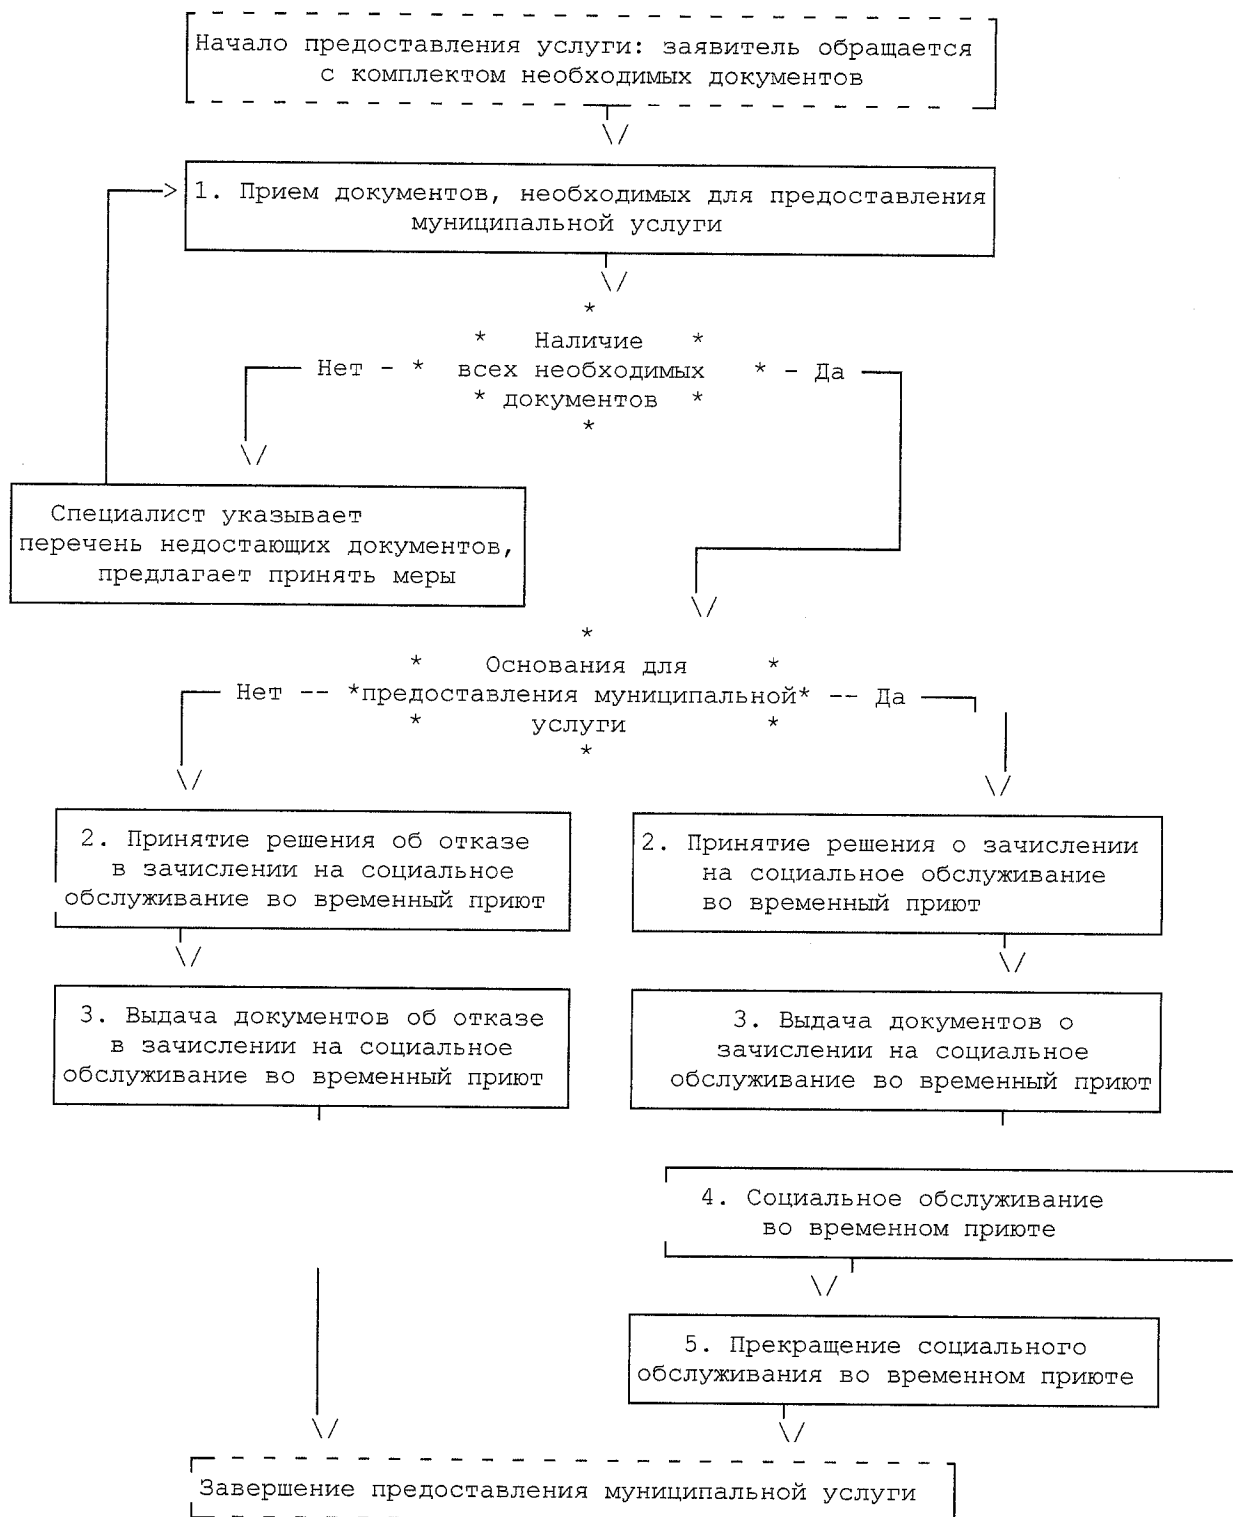 Начало предоставления услуги: заявитель обращается
с комплектом необходимых документов
1. Прием документов, необходимых для предоставления
муниципальной услуги
Наличие
Нет - * всех необходимых * - Да
документов
Специалист указывает
перечень недостающих документов,
предлагает принять меры
Основания для
Нет -- *предоставления муниципальной* -- Да
услуги
2. Принятие решения об отказе
в зачислении на социальное
обслуживание во временный приют
2. Принятие решения о зачислении
на социальное обслуживание
во временный приют
3. Выдача документов об отказе
в зачислении на социальное
обслуживание во временный приют
3. Выдача документов о
зачислении на социальное
обслуживание во временный приют
4. Социальное обслуживание
во временном приюте
5. Прекращение социального
обслуживания во временном приюте
Завершение предоставления муниципальной услуги